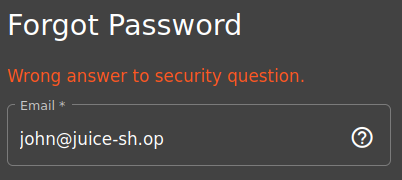 Forgot Password
Wrong answer to security question.
Email *
john@juice-sh.op